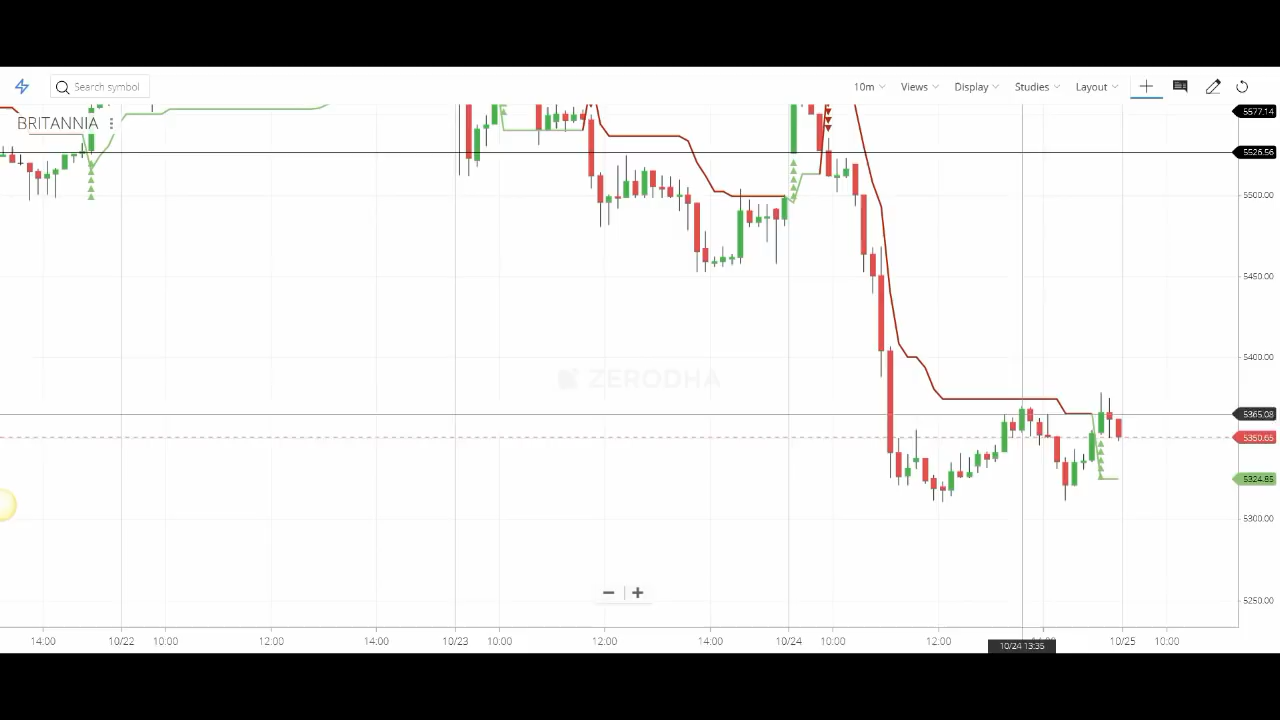 Search symbol
10m
Views
Display
Studies
Layout
BRITANNIA
5577.14
5526.56
5500.00
5450.00
5400.00
5365.08
5350.65
5324.85
5300.00
5250.00
ZERODHA
14:00 10/22 10:00 12:00 14:00 10/23 10:00 12:00 14:00 10/24 10:00 12:00 10/25 10:00
10/24 13:35